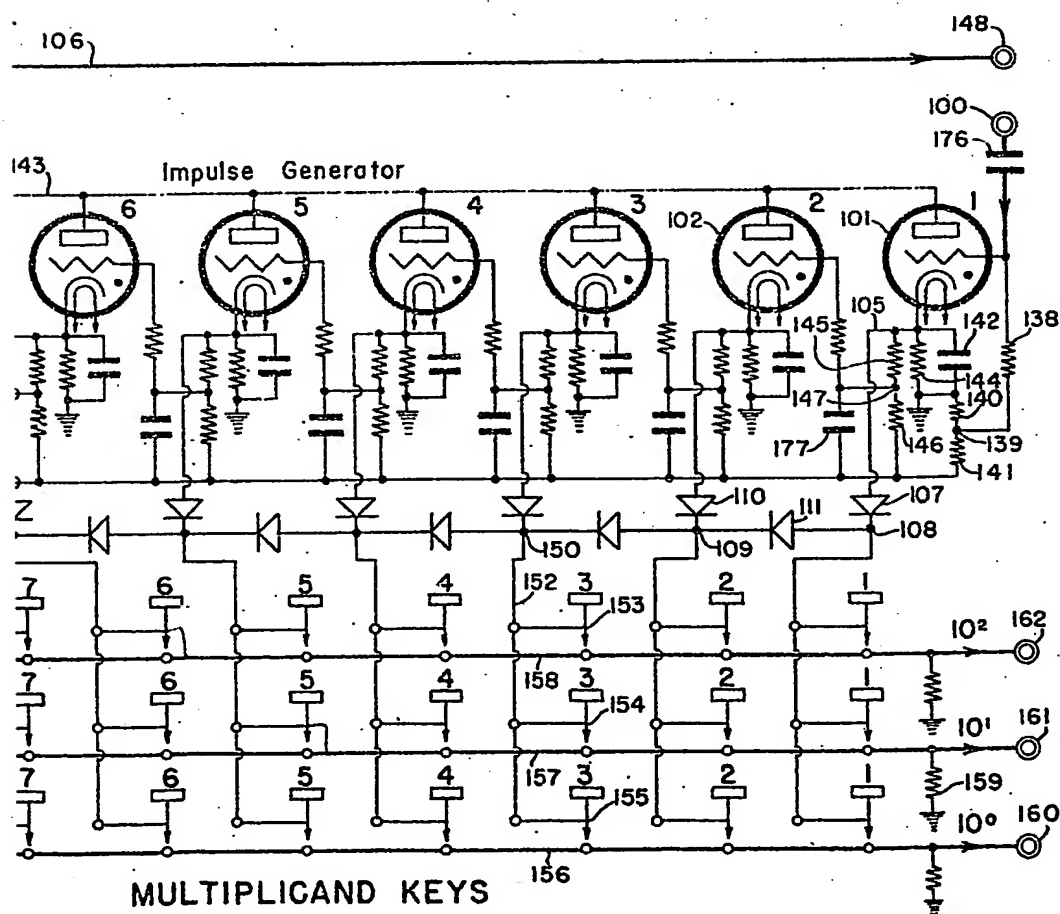 106
148
100
176
143
Impulse Generator
6 5 4 3 2 1
102 101
105 142 138
145
144
147 140
139
177 146 141
Z
110 111 107
150 109 108
7 6 5 4 3 2 1
152 153
10² 162
158
7 6 5 4 3 2 1
154
10¹ 161
157
159
7 6 5 4 3 2 1
155
10⁰ 160
156
MULTIPLICAND KEYS